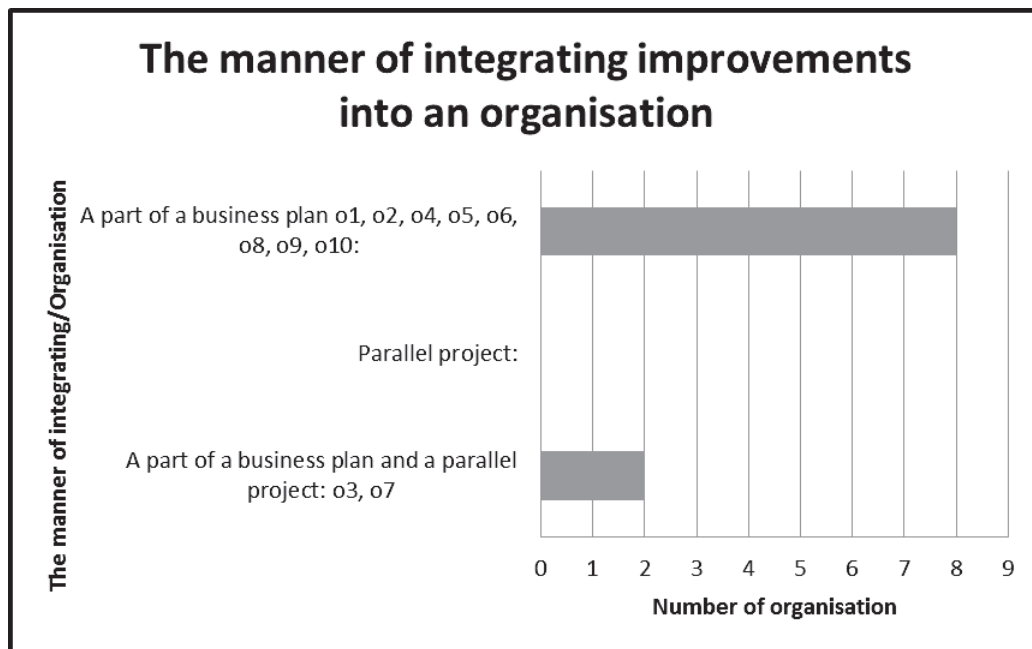 The manner of integrating improvements
into an organisation
The manner of integrating/Organisation
A part of a business plan o1, o2, o4, o5, o6,
o8, o9, o10:
Parallel project:
A part of a business plan and a parallel
project: o3, o7
0 1 2 3 4 5 6 7 8 9
Number of organisation